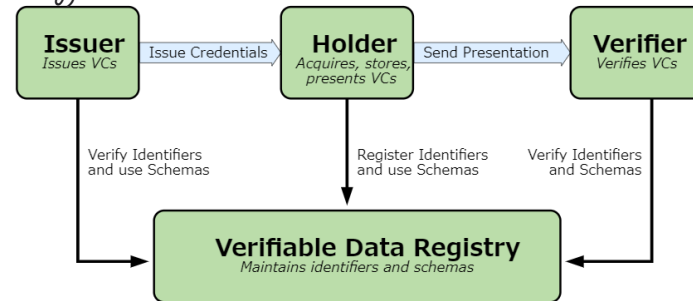 Issuer
Issues VCs
Issue Credentials
Holder
Acquires, stores,
presents VCs
Send Presentation
Verifier
Verifies VCs
Verify Identifiers
and use Schemas
Register Identifiers
and use Schemas
Verify Identifiers
and Schemas
Verifiable Data Registry
Maintains identifiers and schemas